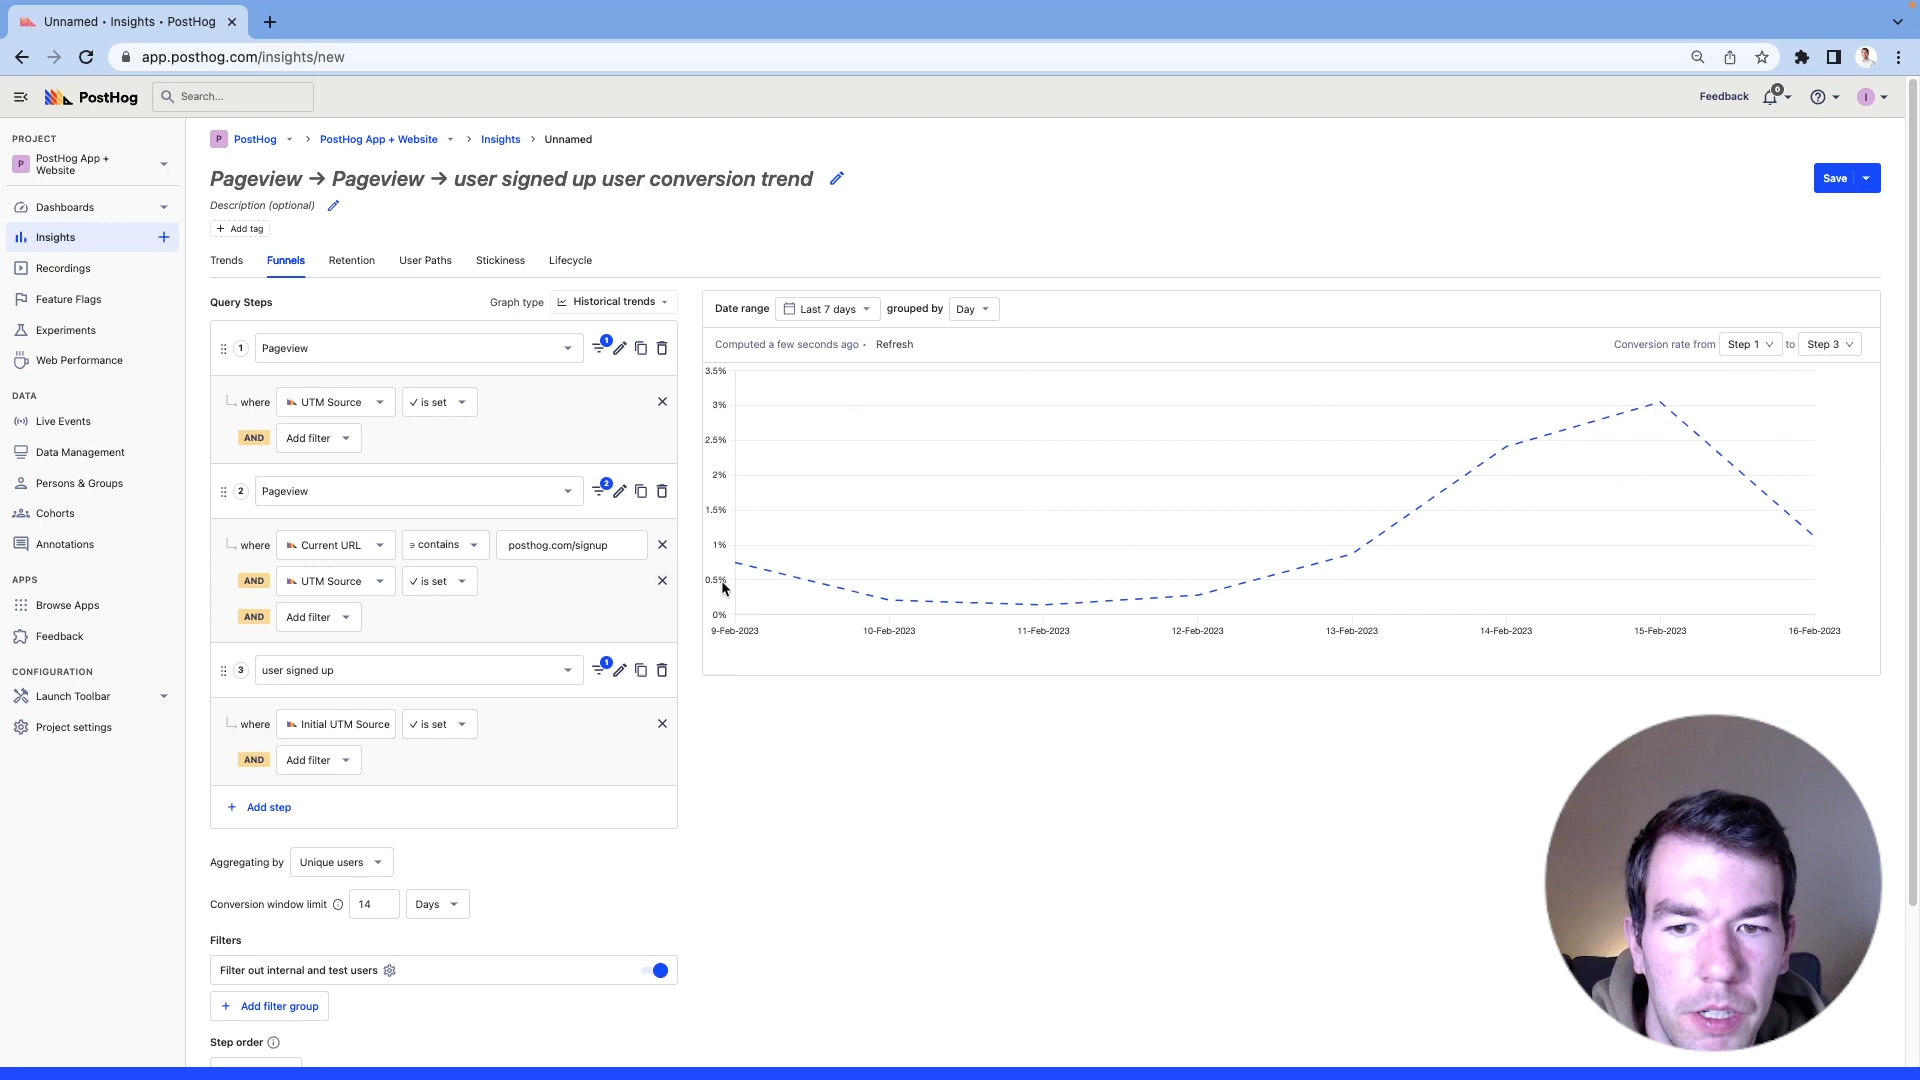 Unnamed • Insights • PostHog
app.posthog.com/insights/new
PostHog
Search...
Feedback
0
I
PROJECT
P
PostHog App +
Website
Dashboards
Insights
Recordings
Feature Flags
Experiments
Web Performance
DATA
Live Events
Data Management
Persons & Groups
Cohorts
Annotations
APPS
Browse Apps
Feedback
CONFIGURATION
Launch Toolbar
Project settings
P PostHog > PostHog App + Website > Insights > Unnamed
Pageview → Pageview → user signed up user conversion trend
Save
Description (optional)
+ Add tag
Trends Funnels Retention User Paths Stickiness Lifecycle
Query Steps
Graph type Historical trends
1 Pageview 1
where UTM Source ✓ is set
AND Add filter
2 Pageview 2
where Current URL ∋ contains posthog.com/signup
AND UTM Source ✓ is set
AND Add filter
3 user signed up 1
where Initial UTM Source ✓ is set
AND Add filter
+ Add step
Aggregating by Unique users
Conversion window limit 14 Days
Filters
Filter out internal and test users
+ Add filter group
Step order
Date range Last 7 days grouped by Day
Computed a few seconds ago • Refresh
Conversion rate from Step 1 to Step 3
3.5%
3%
2.5%
2%
1.5%
1%
0.5%
0%
9-Feb-2023 10-Feb-2023 11-Feb-2023 12-Feb-2023 13-Feb-2023 14-Feb-2023 15-Feb-2023 16-Feb-2023